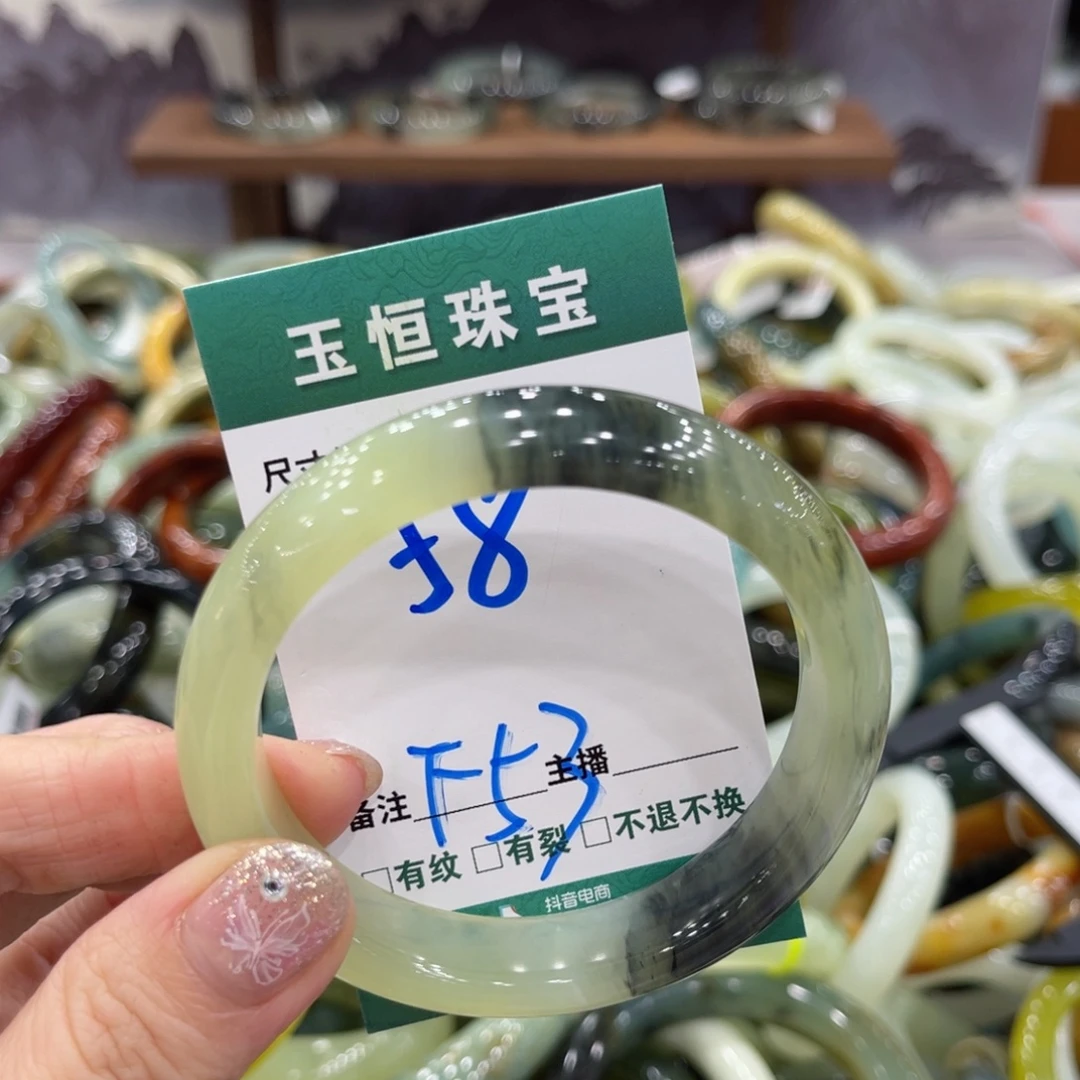 玉恒珠宝
尺寸
58
F53
备注 主播
□有纹 □有裂 □不退不换
抖音电商